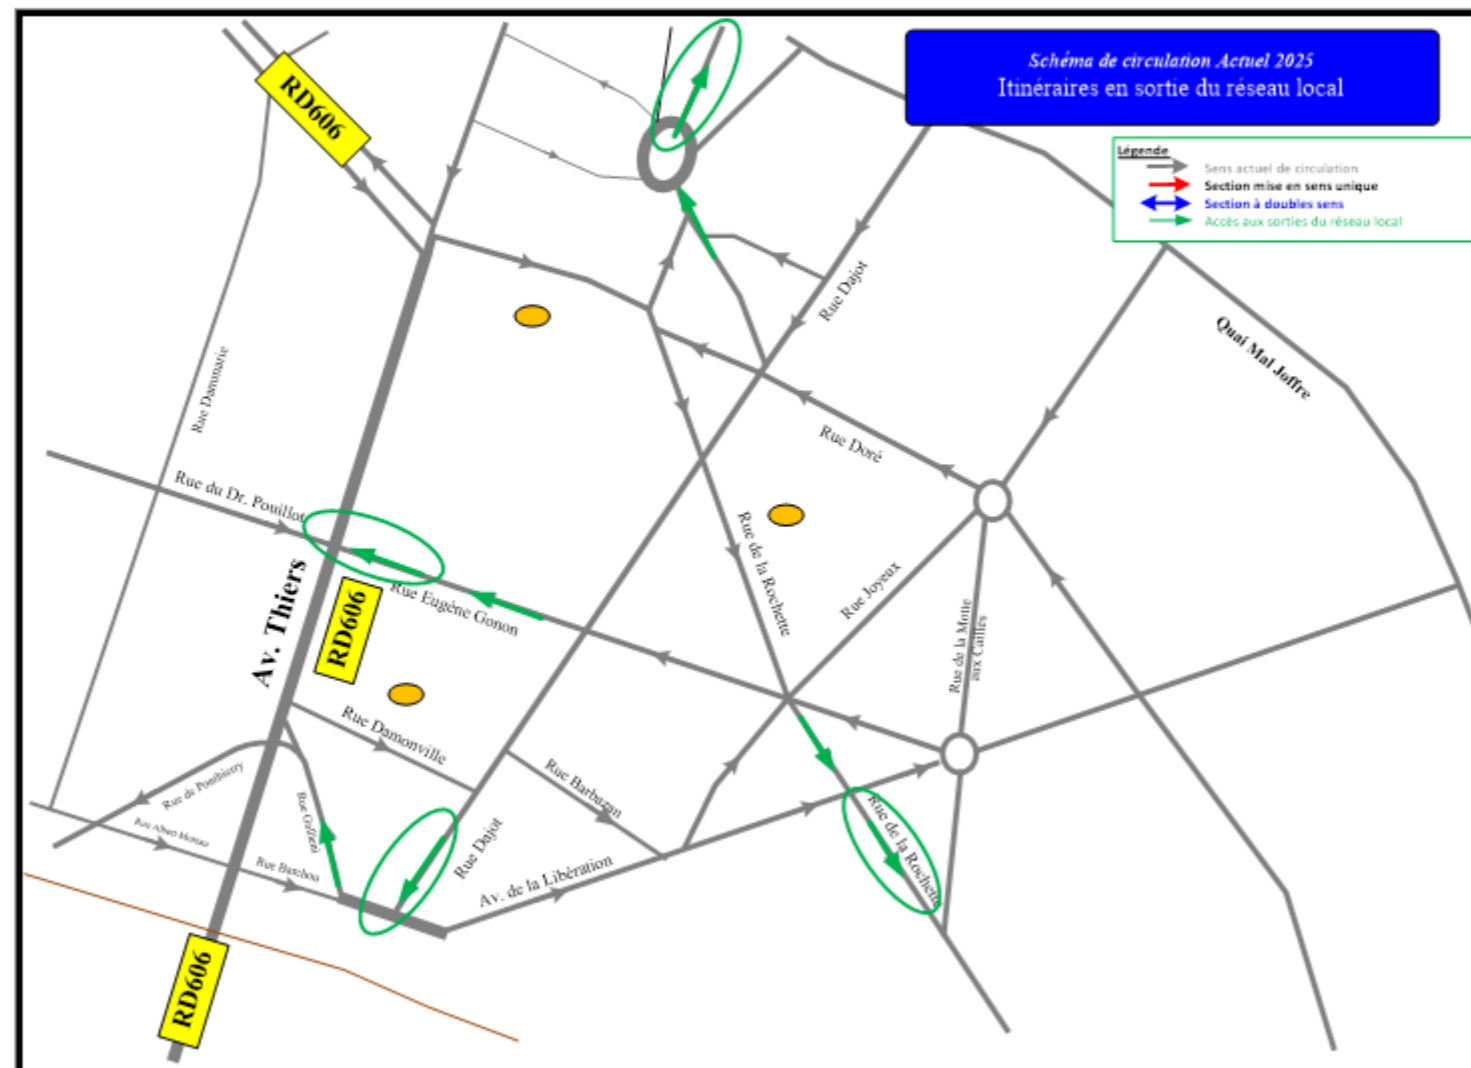 Schéma de circulation Actuel 2025
Itinéraires en sortie du réseau local
Légende
Sens actuel de circulation
Section mise en sens unique
Section à doubles sens
Accès aux sorties du réseau local
RD606
Rue Dajot
Quai Mal Joffre
Rue Dammarie
Rue Doré
Rue du Dr. Pouillot
Rue de la Rochette
Av. Thiers
RD606
Rue Eugène Gonon
Rue Joyeux
Rue de la Motte
aux Cailles
Rue Damonville
Rue Barbazan
Rue de Ponthierry
Rue Gallieni
Rue Albert Moreau
Rue Barchou
Rue Dajot
Av. de la Libération
Rue de la Rochette
RD606